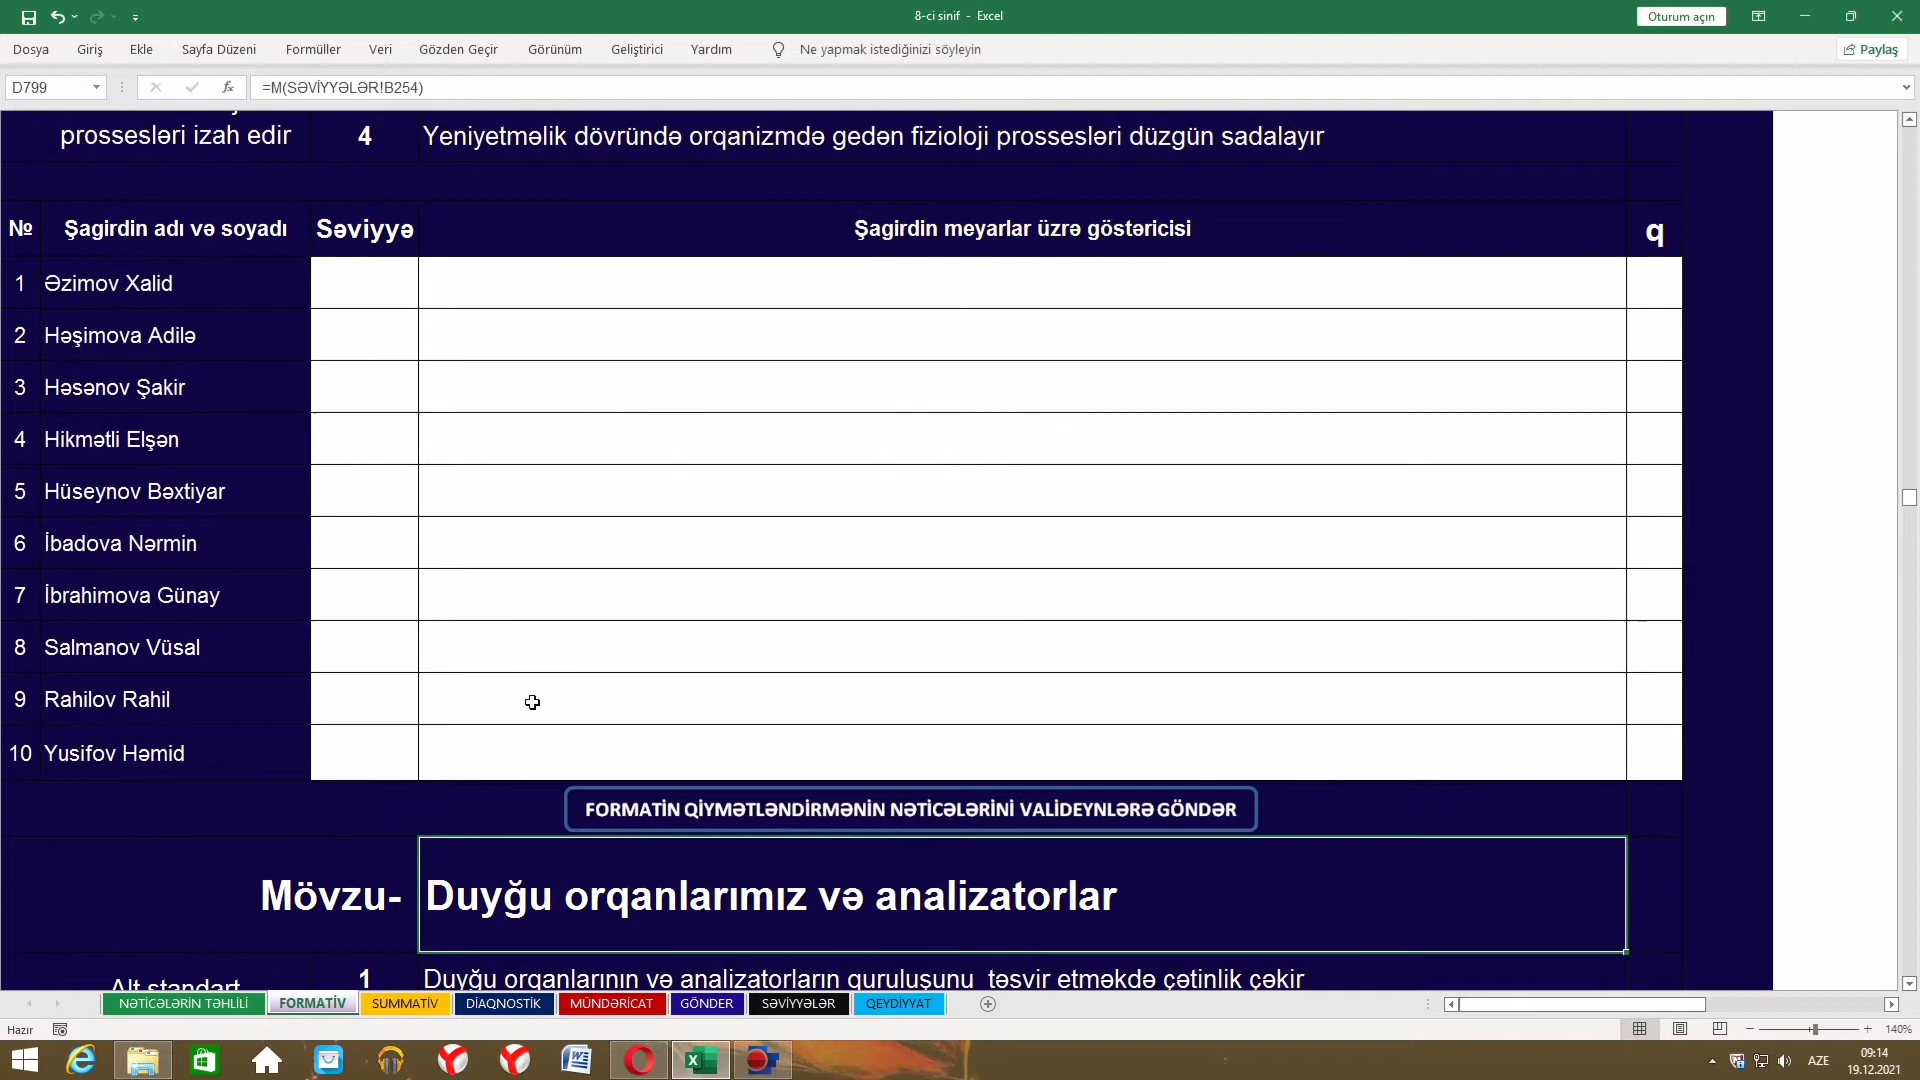 8-ci sinif - Excel
Oturum açın
Dosya Giriş Ekle Sayfa Düzeni Formüller Veri Gözden Geçir Görünüm Geliştirici Yardım Ne yapmak istediğinizi söyleyin Paylaş
D799 fx =M(SƏVİYYƏLƏR!B254)
prossesləri izah edir 4 Yeniyetməlik dövründə orqanizmdə gedən fizioloji prossesləri düzgün sadalayır
№ Şagirdin adı və soyadı Səviyyə Şagirdin meyarlar üzrə göstəricisi q
1 Əzimov Xalid
2 Həşimova Adilə
3 Həsənov Şakir
4 Hikmətli Elşən
5 Hüseynov Bəxtiyar
6 İbadova Nərmin
7 İbrahimova Günay
8 Salmanov Vüsal
9 Rahilov Rahil
10 Yusifov Həmid
FORMATİN QİYMƏTLƏNDİRMƏNİN NƏTİCƏLƏRİNİ VALİDEYNLƏRƏ GÖNDƏR
Mövzu- Duyğu orqanlarımız və analizatorlar
Alt standart 1 Duyğu orqanlarının və analizatorların quruluşunu təsvir etməkdə çətinlik çəkir
NƏTİCƏLƏRİN TƏHLİLİ FORMATİV SUMMATİV DİAQNOSTİK MÜNDƏRİCAT GÖNDER SƏVİYYƏLƏR QEYDİYYAT
Hazır 140%
AZE 09:14
19.12.2021